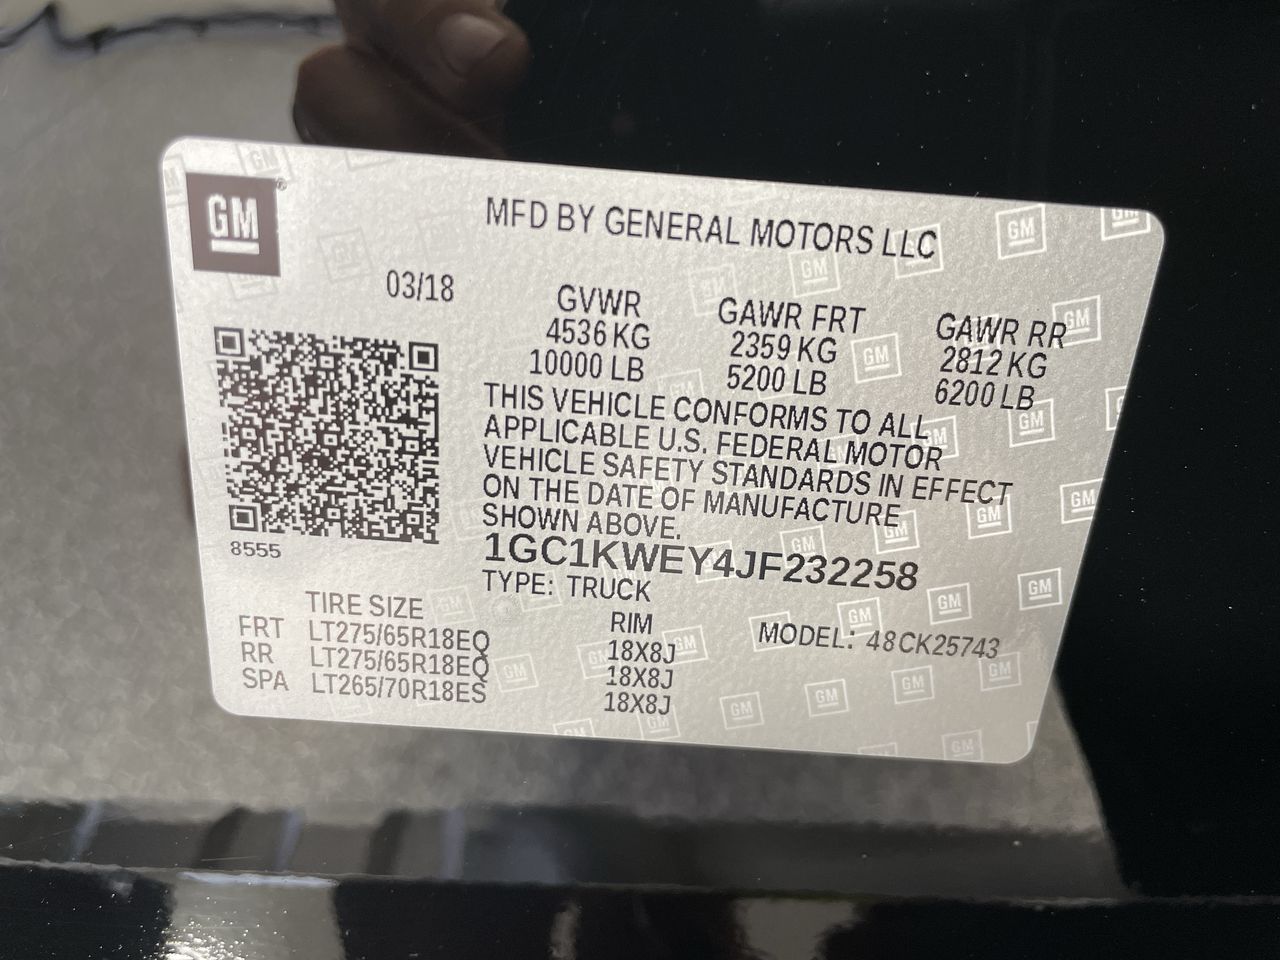 GM
MFD BY GENERAL MOTORS LLC
03/18
GVWR
4536 KG
10000 LB
GAWR FRT
2359 KG
5200 LB
GAWR RR
2812 KG
6200 LB
THIS VEHICLE CONFORMS TO ALL
APPLICABLE U.S. FEDERAL MOTOR
VEHICLE SAFETY STANDARDS IN EFFECT
ON THE DATE OF MANUFACTURE
SHOWN ABOVE.
8555
1GC1KWEY4JF232258
TYPE: TRUCK
TIRE SIZE RIM
FRT LT275/65R18EQ 18X8J
RR LT275/65R18EQ 18X8J
SPA LT265/70R18ES 18X8J
MODEL: 48CK25743